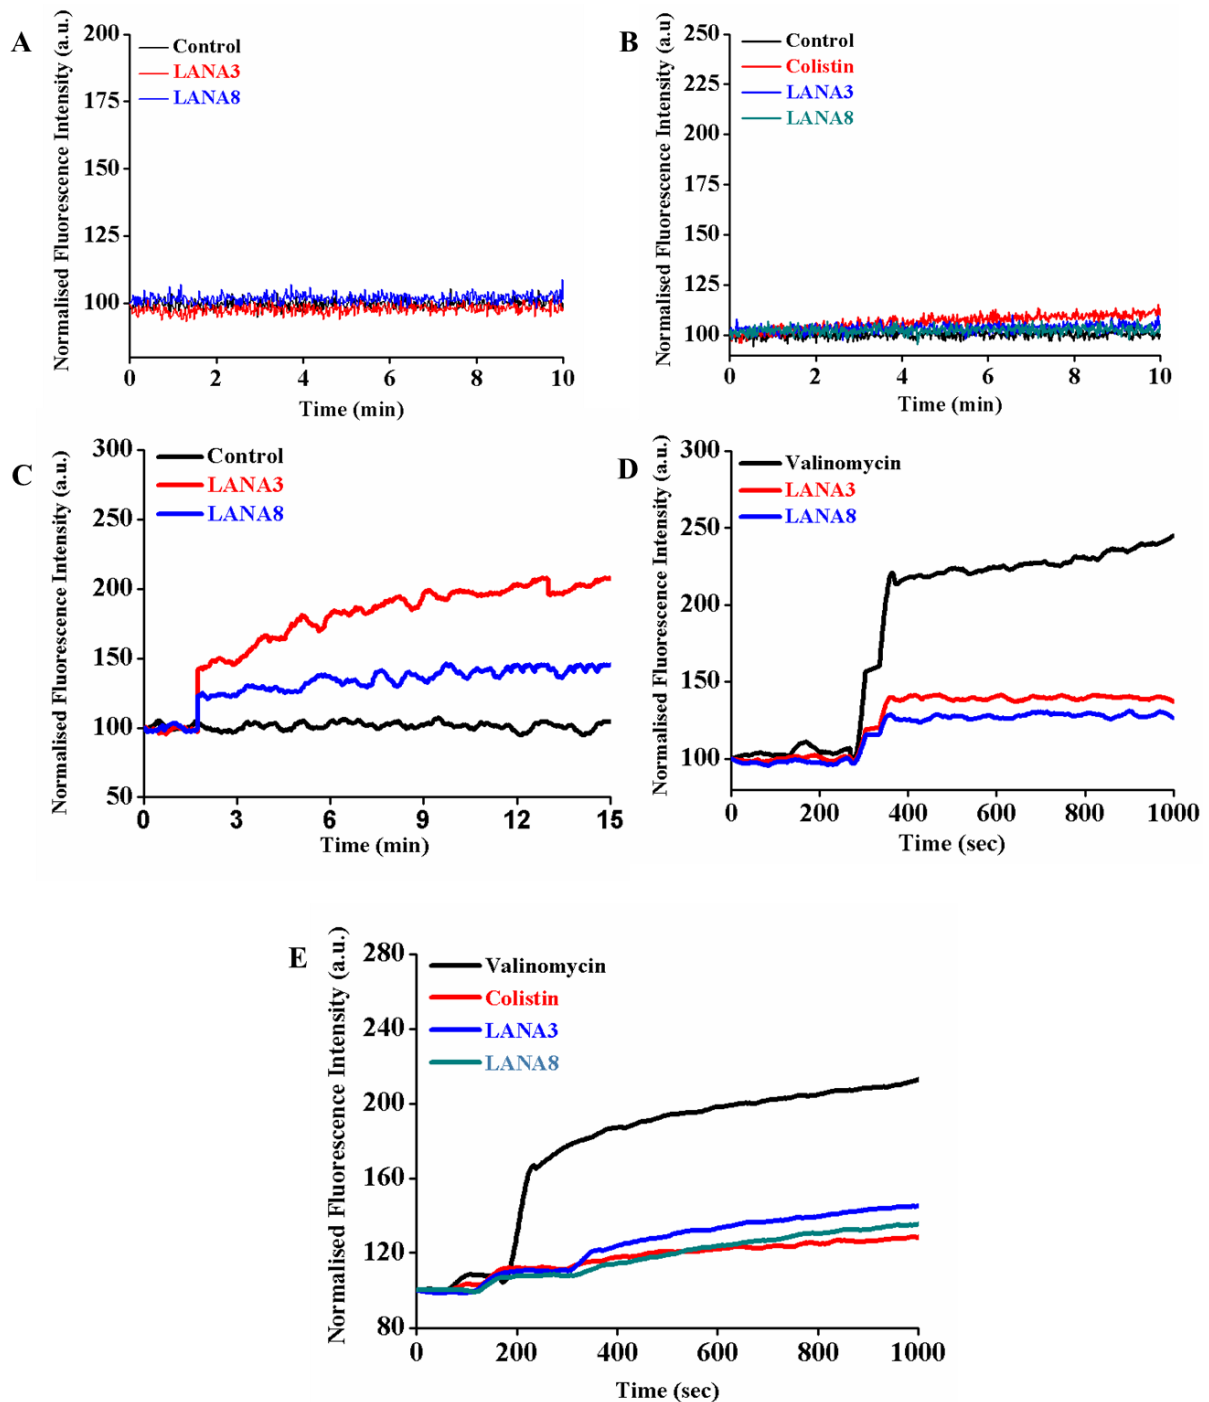 A
Normalised Fluorescence Intensity (a.u.)
200
175
150
125
100
Control
LANA3
LANA8
0 2 4 6 8 10
Time (min)
B
Normalised Fluorescence Intensity (a.u)
250
225
200
175
150
125
100
Control
Colistin
LANA3
LANA8
0 2 4 6 8 10
Time (min)
C
Normalised Fluorescence Intensity (a.u.)
300
250
200
150
100
50
Control
LANA3
LANA8
0 3 6 9 12 15
Time (min)
D
Normalised Fluorescence Intensity (a.u.)
300
250
200
150
100
Valinomycin
LANA3
LANA8
0 200 400 600 800 1000
Time (sec)
E
Normalised Fluorescence Intensity (a.u.)
280
240
200
160
120
80
Valinomycin
Colistin
LANA3
LANA8
0 200 400 600 800 1000
Time (sec)